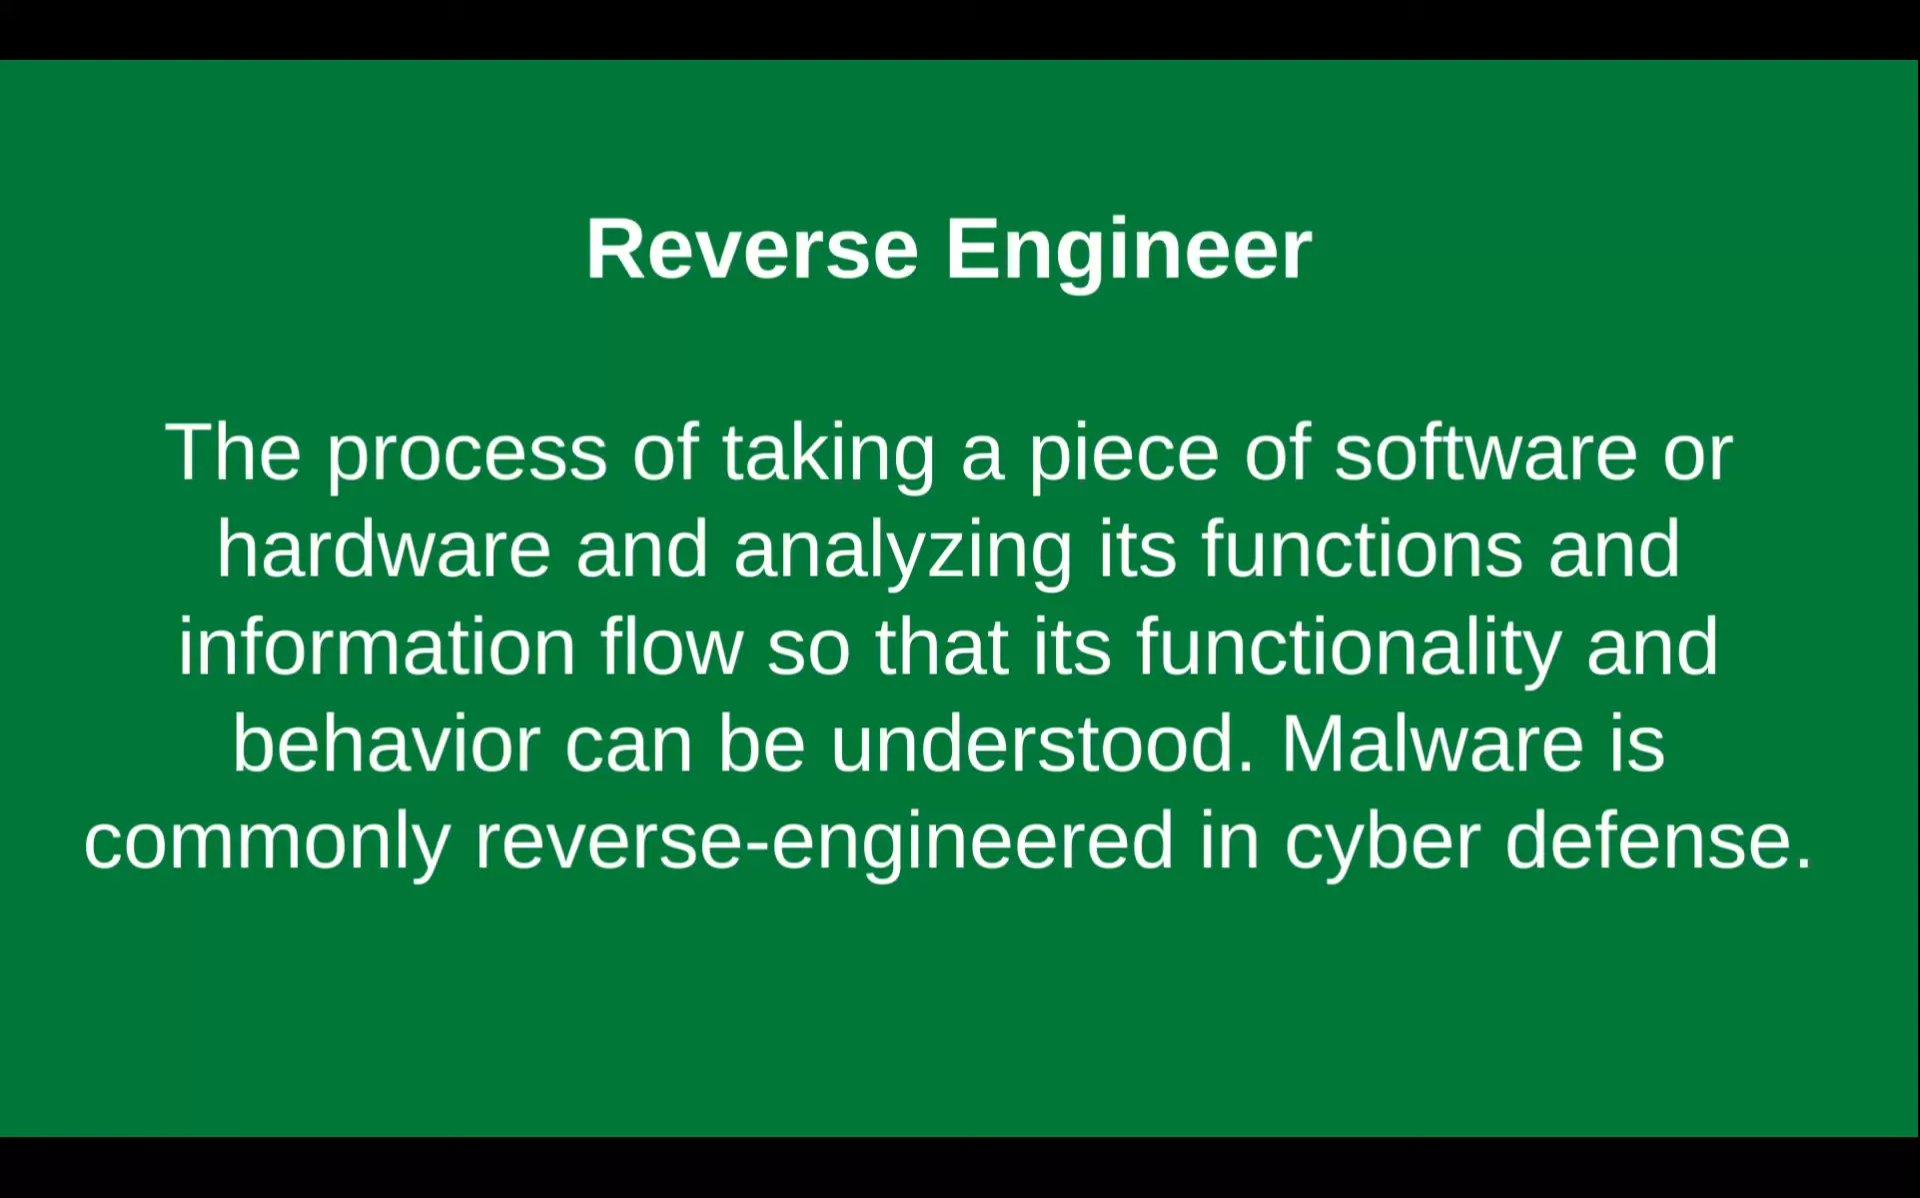 Reverse Engineer
The process of taking a piece of software or
hardware and analyzing its functions and
information flow so that its functionality and
behavior can be understood. Malware is
commonly reverse-engineered in cyber defense.